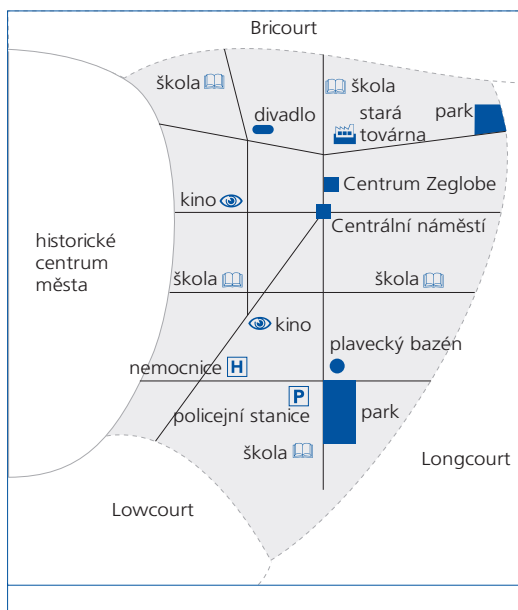 Bricourt
škola
škola
divadlo
stará
továrna
park
Centrum Zeglobe
kino
Centrální náměstí
historické
centrum
města
škola
škola
kino
plavecký bazén
nemocnice H
P
policejní stanice
park
škola
Longcourt
Lowcourt